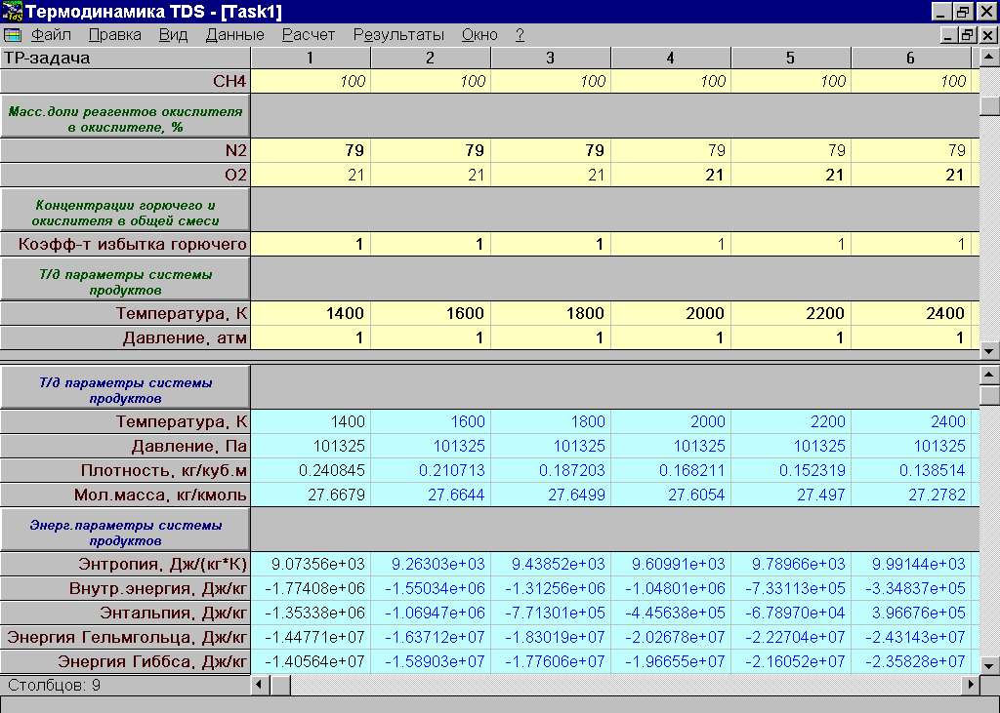 Термодинамика TDS - [Task1]
Файл Правка Вид Данные Расчет Результаты Окно ?
ТР-задача 1 2 3 4 5 6
CH4 100 100 100 100 100 100
Масс.доли реагентов окислителя
в окислителе, %
N2 79 79 79 79 79 79
O2 21 21 21 21 21 21
Концентрации горючего и
окислителя в общей смеси
Коэфф-т избытка горючего 1 1 1 1 1 1
Т/д параметры системы
продуктов
Температура, К 1400 1600 1800 2000 2200 2400
Давление, атм 1 1 1 1 1 1
Т/д параметры системы
продуктов
Температура, К 1400 1600 1800 2000 2200 2400
Давление, Па 101325 101325 101325 101325 101325 101325
Плотность, кг/куб.м 0.240845 0.210713 0.187203 0.168211 0.152319 0.138514
Мол.масса, кг/кмоль 27.6679 27.6644 27.6499 27.6054 27.497 27.2782
Энерг.параметры системы
продуктов
Энтропия, Дж/(кг*К) 9.07356e+03 9.26303e+03 9.43852e+03 9.60991e+03 9.78966e+03 9.99144e+03
Внутр.энергия, Дж/кг -1.77408e+06 -1.55034e+06 -1.31256e+06 -1.04801e+06 -7.33113e+05 -3.34837e+05
Энтальпия, Дж/кг -1.35338e+06 -1.06947e+06 -7.71301e+05 -4.45638e+05 -6.78970e+04 3.96676e+05
Энергия Гельмгольца, Дж/кг -1.44771e+07 -1.63712e+07 -1.83019e+07 -2.02678e+07 -2.22704e+07 -2.43143e+07
Энергия Гиббса, Дж/кг -1.40564e+07 -1.58903e+07 -1.77606e+07 -1.96655e+07 -2.16052e+07 -2.35828e+07
Столбцов: 9